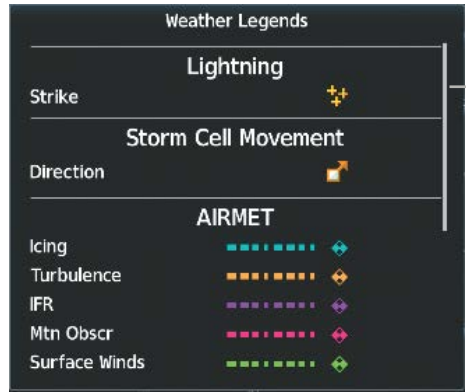 Weather Legends
Lightning
Strike
Storm Cell Movement
Direction
AIRMET
Icing
Turbulence
IFR
Mtn Obscr
Surface Winds